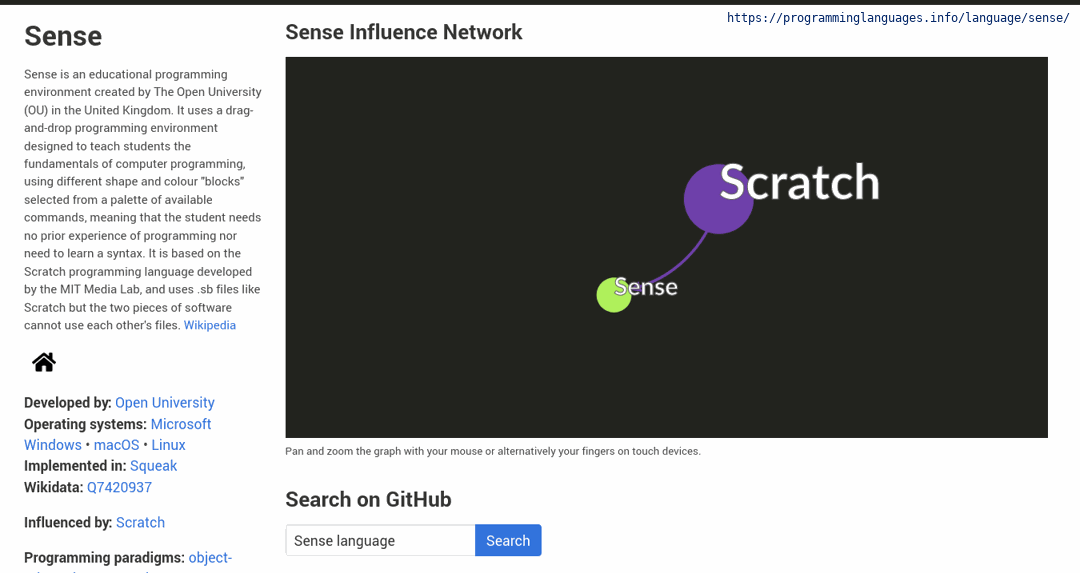 https://programminglanguages.info/language/sense/
Sense
Sense is an educational programming
environment created by The Open University
(OU) in the United Kingdom. It uses a drag-
and-drop programming environment
designed to teach students the
fundamentals of computer programming,
using different shape and colour "blocks"
selected from a palette of available
commands, meaning that the student needs
no prior experience of programming nor
need to learn a syntax. It is based on the
Scratch programming language developed
by the MIT Media Lab, and uses .sb files like
Scratch but the two pieces of software
cannot use each other's files. Wikipedia
Developed by: Open University
Operating systems: Microsoft
Windows • macOS • Linux
Implemented in: Squeak
Wikidata: Q7420937
Influenced by: Scratch
Programming paradigms: object-
Sense Influence Network
Scratch
Sense
Pan and zoom the graph with your mouse or alternatively your fingers on touch devices.
Search on GitHub
Sense language
Search